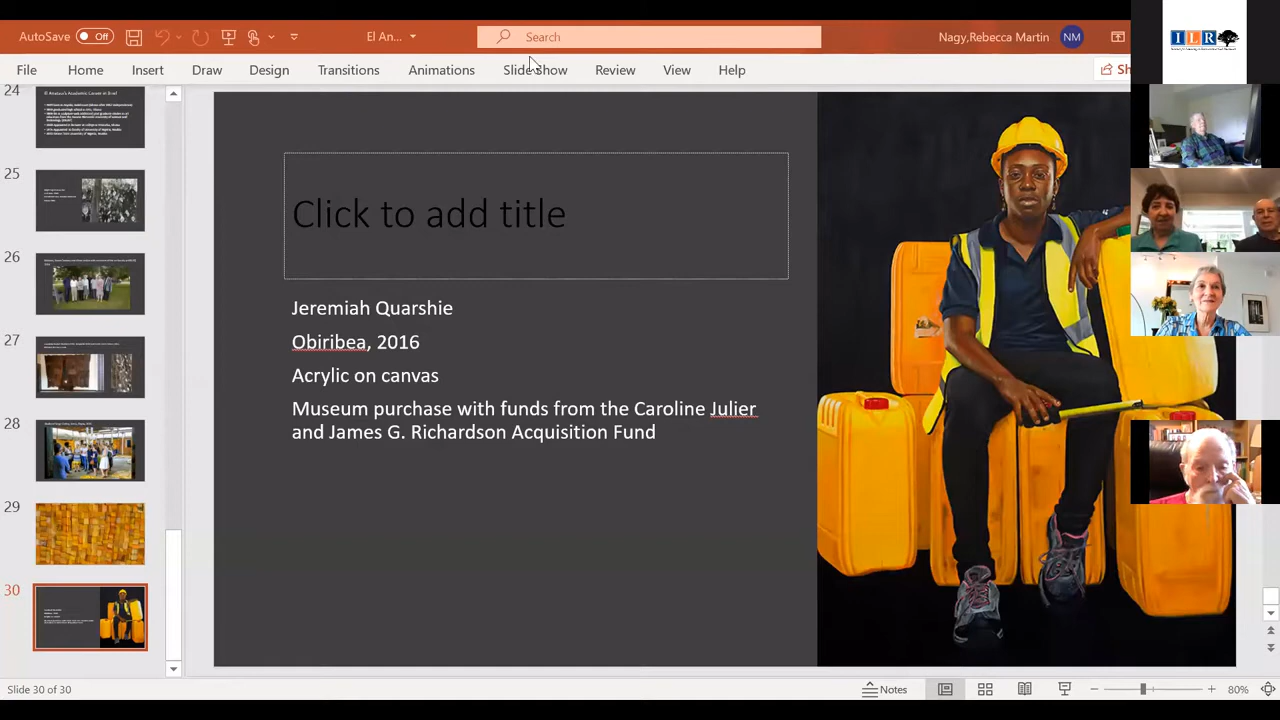 AutoSave Off
El An...
Search
Nagy,Rebecca Martin NM
File Home Insert Draw Design Transitions Animations Slide Show Review View Help
ILR
24
25
26
27
28
29
30
Click to add title
Jeremiah Quarshie
Obiribea, 2016
Acrylic on canvas
Museum purchase with funds from the Caroline Julier
and James G. Richardson Acquisition Fund
Slide 30 of 30
Notes
80%